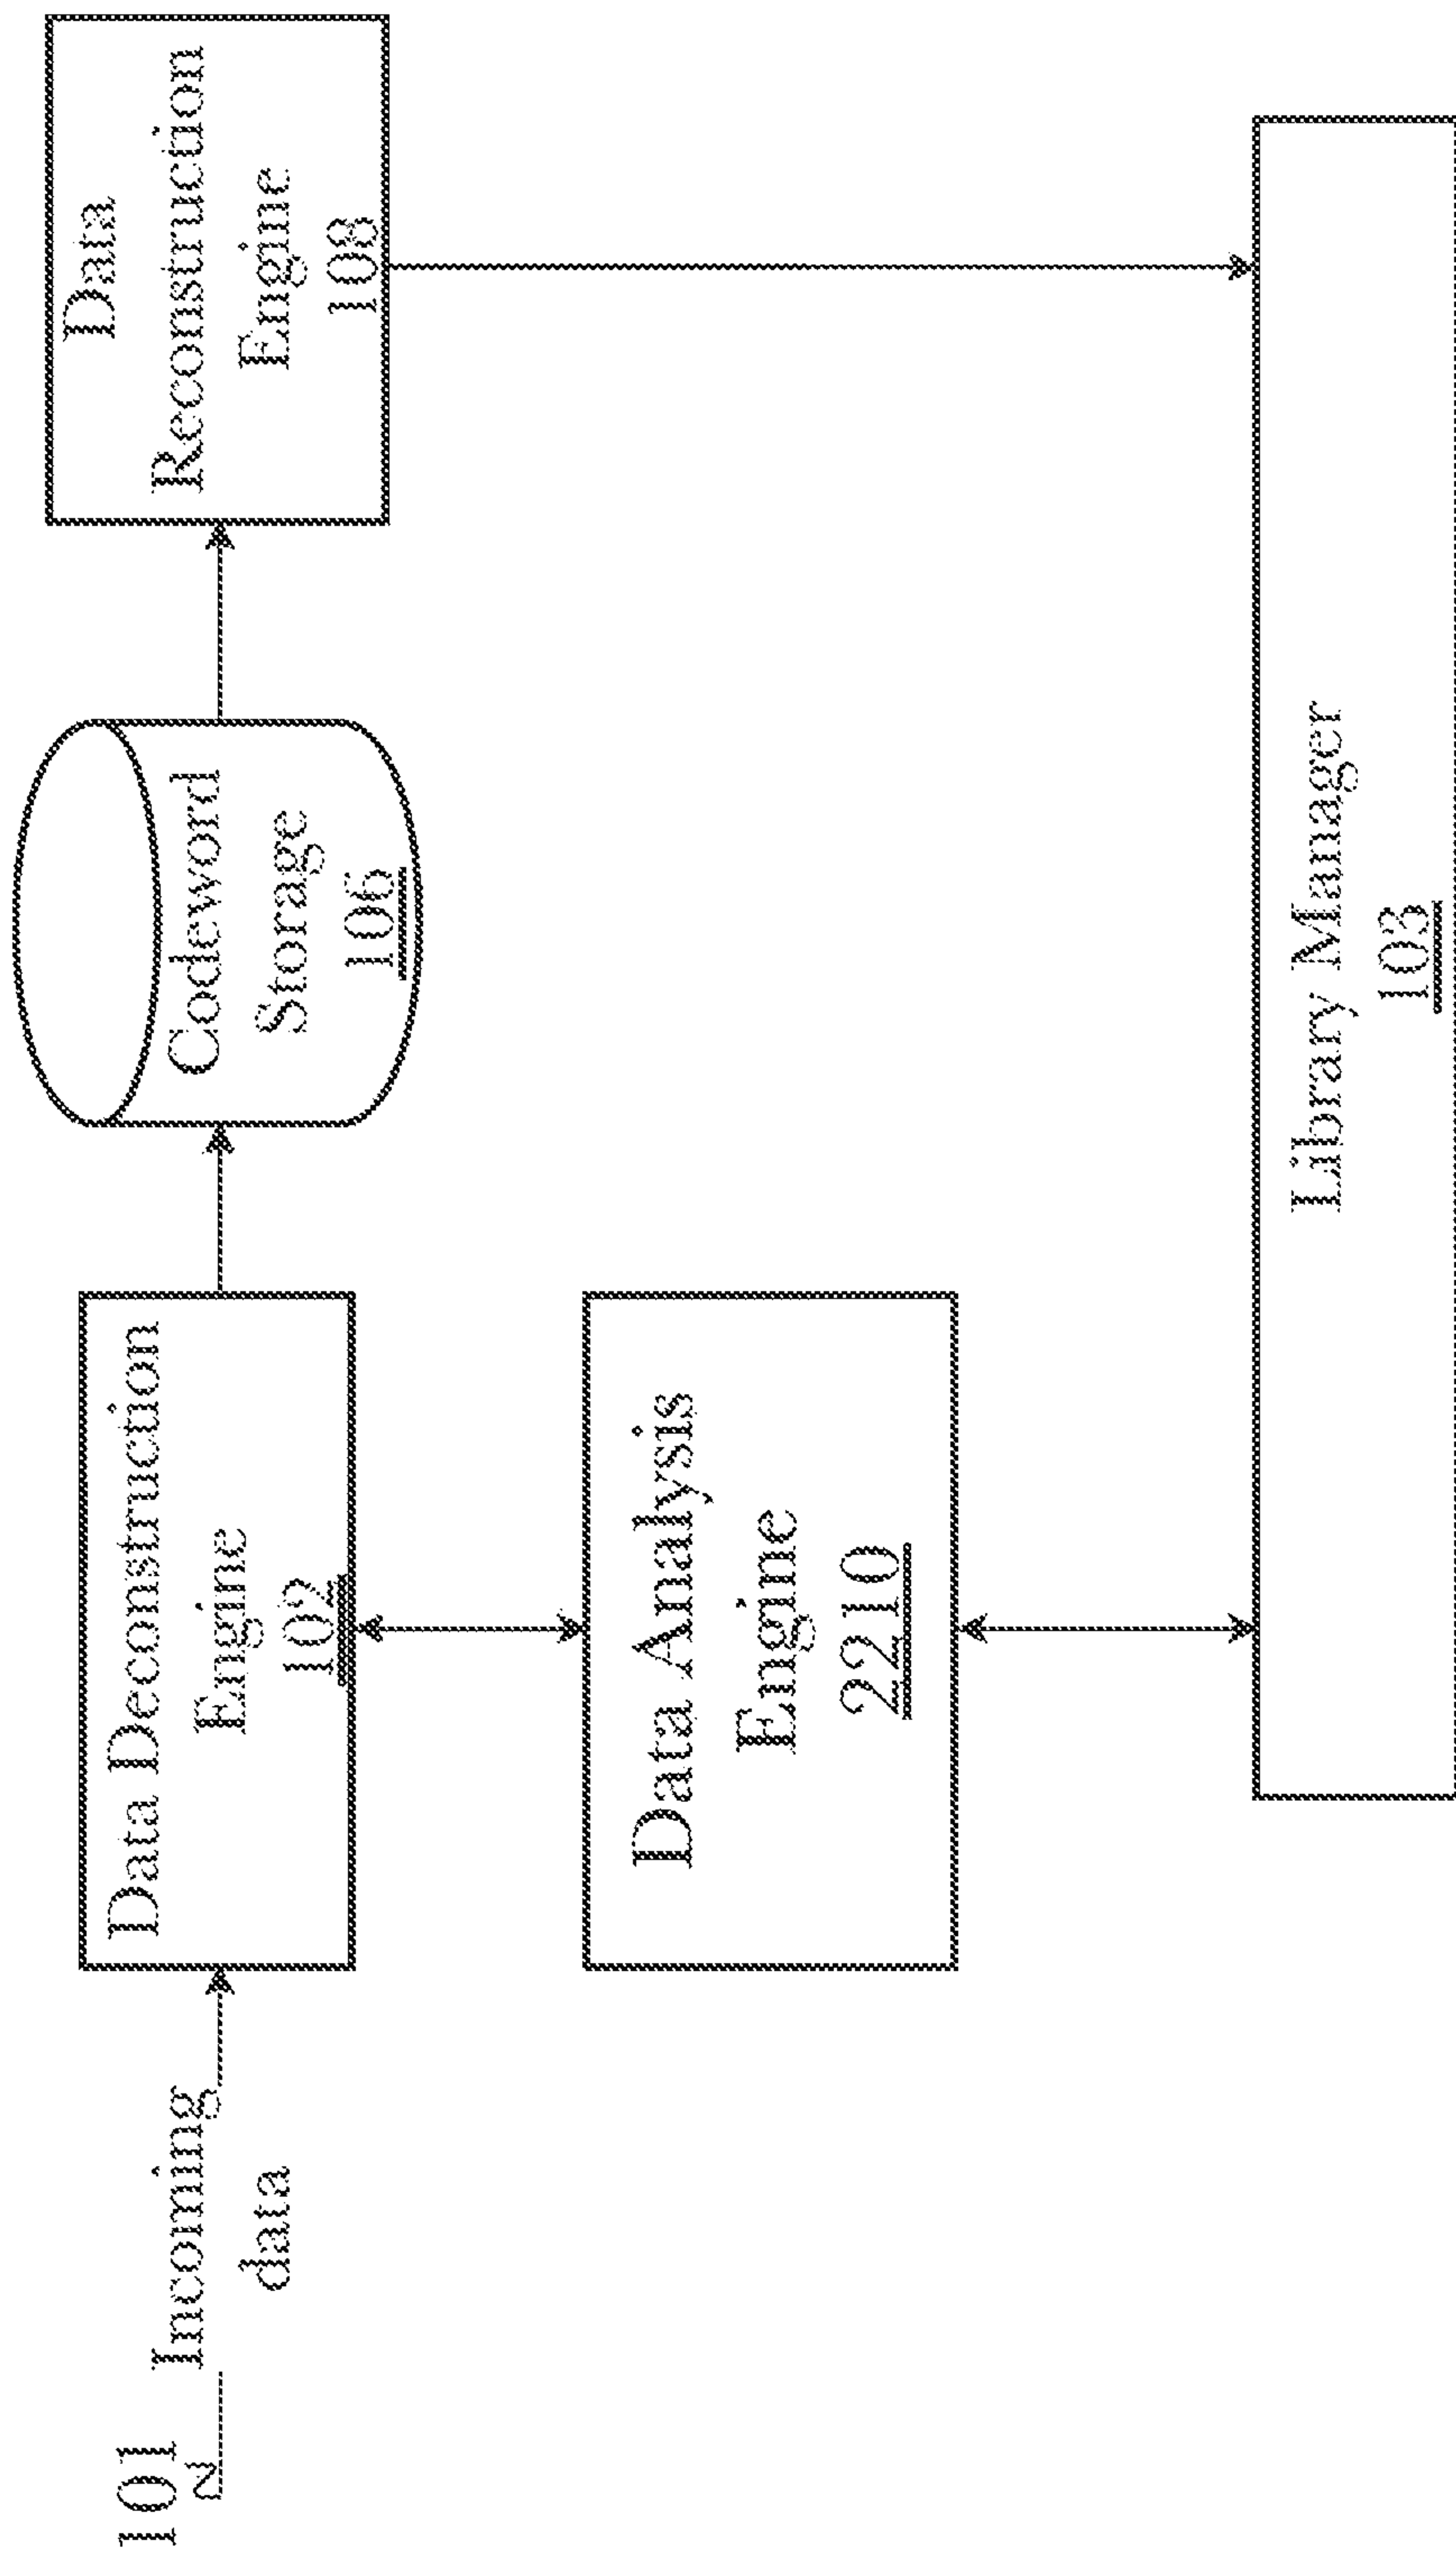 101
Incoming
data
Data Deconstruction
Engine
102
Codeword
Storage
106
Data
Reconstruction
Engine
108
Data Analysis
Engine
2210
Library Manager
103